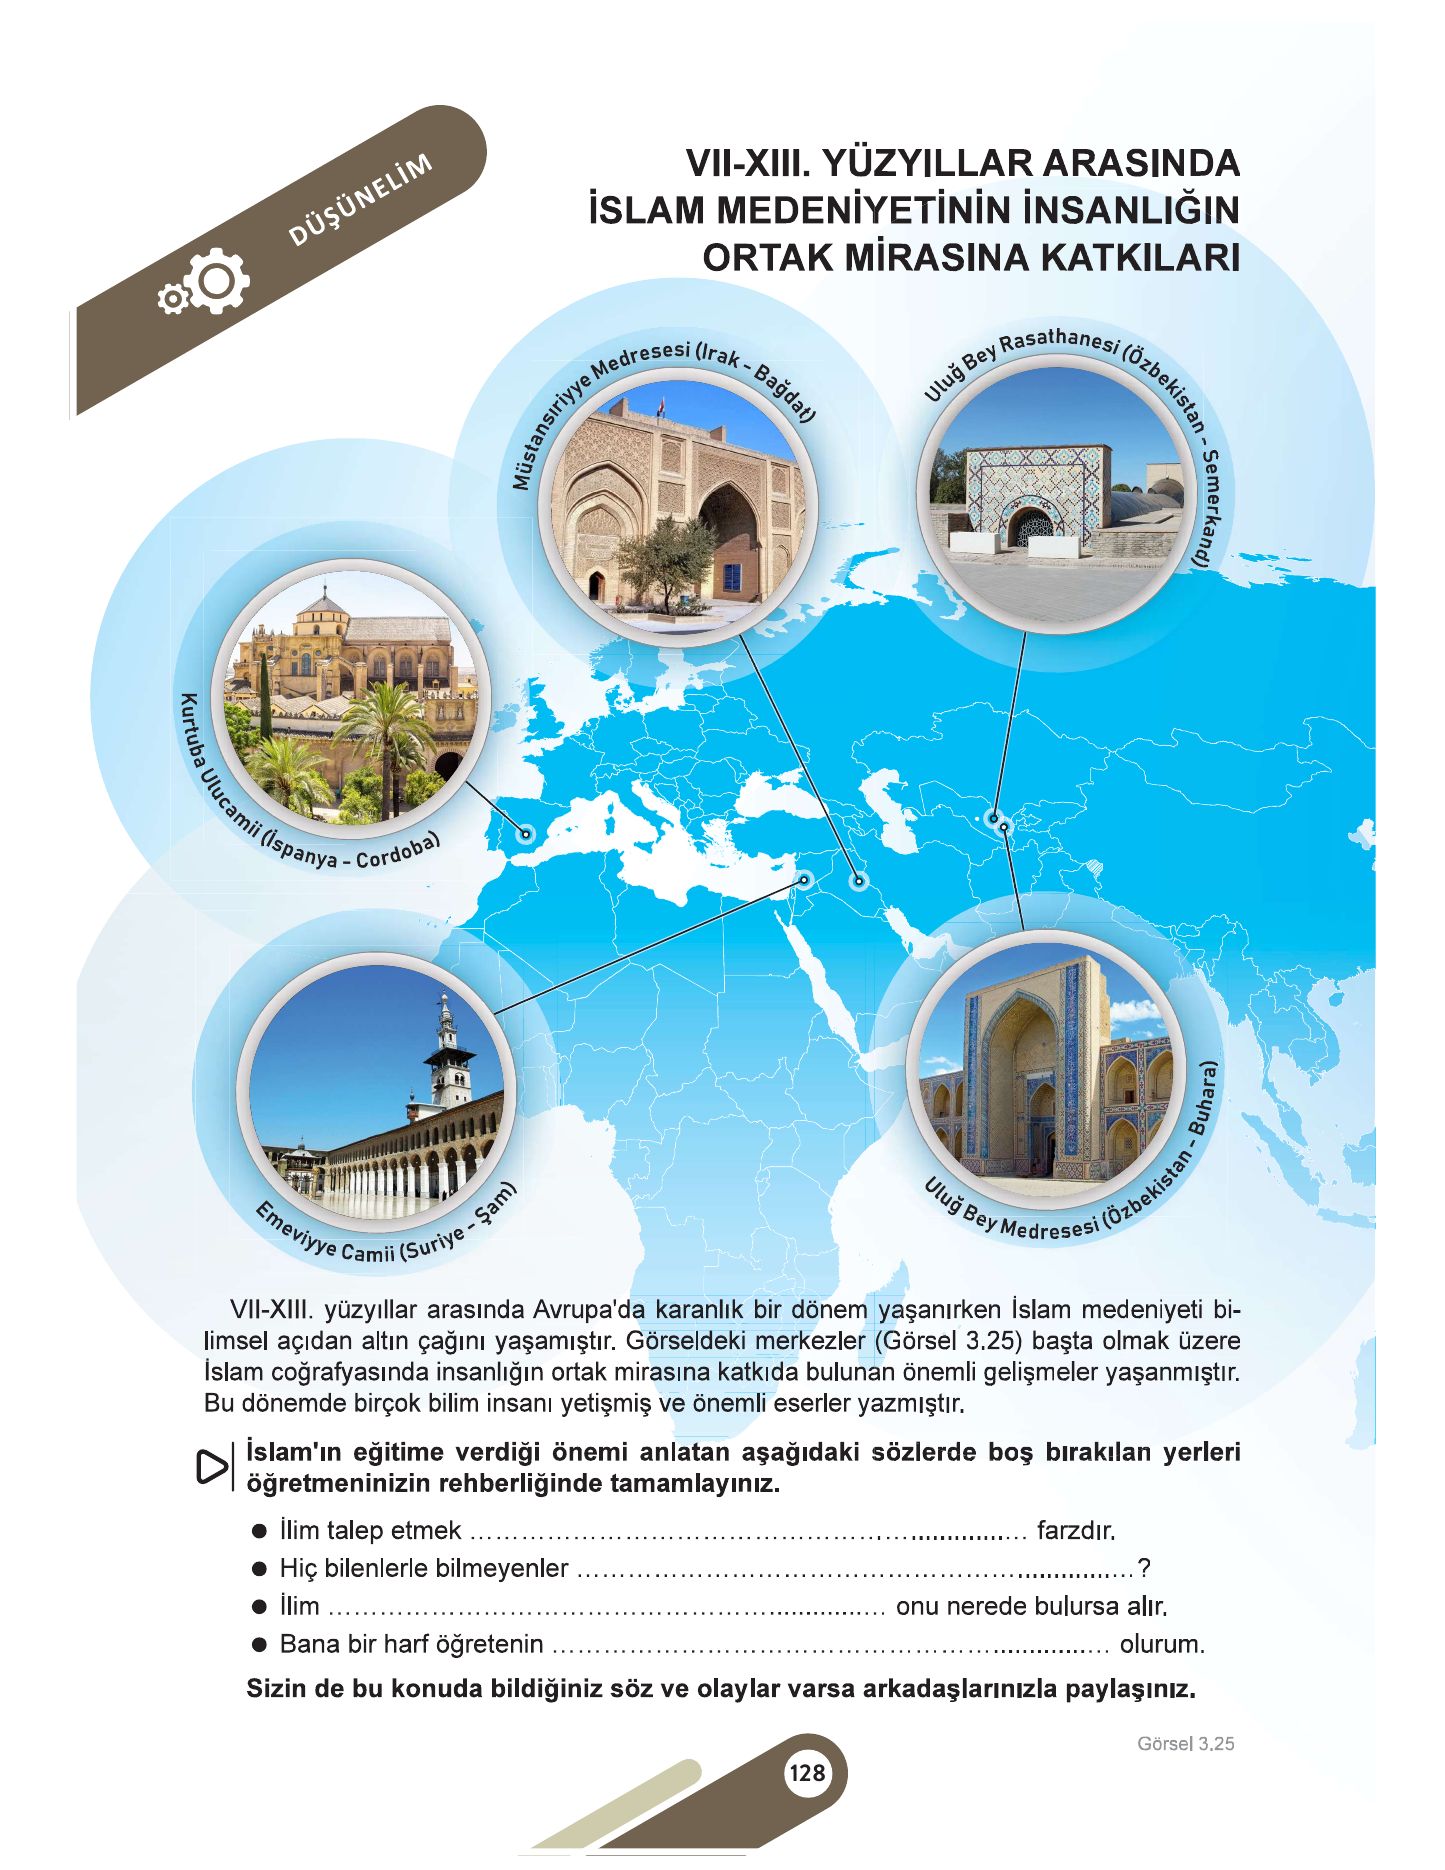 DÜŞÜNELİM
VII-XIII. YÜZYILLAR ARASINDA
İSLAM MEDENİYETİNİN İNSANLIĞIN
ORTAK MİRASINA KATKILARI
Müstansıriyye Medresesi (Irak - Bağdat)
Uluğ Bey Rasathanesi (Özbekistan - Semerkand)
Kurtuba Ulucamii (İspanya - Cordoba)
Emeviyye Camii (Suriye - Şam)
Uluğ Bey Medresesi (Özbekistan - Buhara)
VII-XIII. yüzyıllar arasında Avrupa'da karanlık bir dönem yaşanırken İslam medeniyeti bi-
limsel açıdan altın çağını yaşamıştır. Görseldeki merkezler (Görsel 3.25) başta olmak üzere
İslam coğrafyasında insanlığın ortak mirasına katkıda bulunan önemli gelişmeler yaşanmıştır.
Bu dönemde birçok bilim insanı yetişmiş ve önemli eserler yazmıştır.
İslam'ın eğitime verdiği önemi anlatan aşağıdaki sözlerde boş bırakılan yerleri
öğretmeninizin rehberliğinde tamamlayınız.
● İlim talep etmek ……………………………………………............… farzdır.
● Hiç bilenlerle bilmeyenler ……………………………………………............…?
● İlim ……………………………………………............… onu nerede bulursa alır.
● Bana bir harf öğretenin ……………………………………………............… olurum.
Sizin de bu konuda bildiğiniz söz ve olaylar varsa arkadaşlarınızla paylaşınız.
Görsel 3.25
128